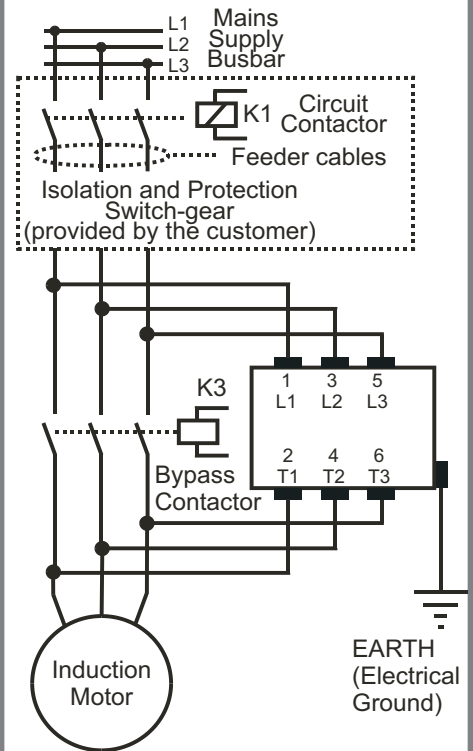 L1
L2
L3
Mains
Supply
Busbar
K1
Circuit
Contactor
Feeder cables
Isolation and Protection
Switch-gear
(provided by the customer)
1 3 5
L1 L2 L3
K3
2 4 6
T1 T2 T3
Bypass
Contactor
Induction
Motor
EARTH
(Electrical
Ground)